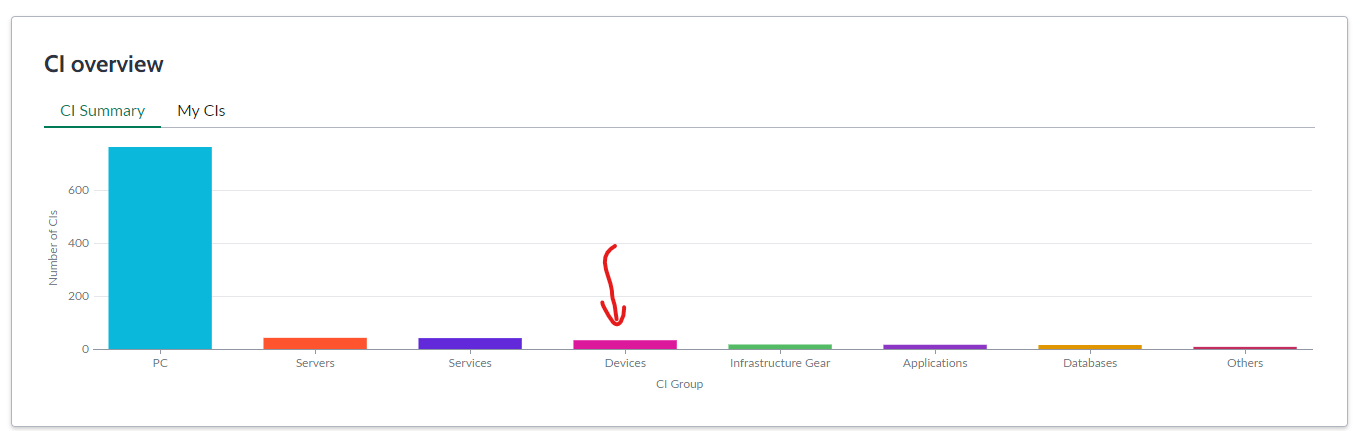 CI overview
CI Summary My CIs
600
400
200
0
Number of CIs
PC Servers Services Devices Infrastructure Gear Applications Databases Others
CI Group